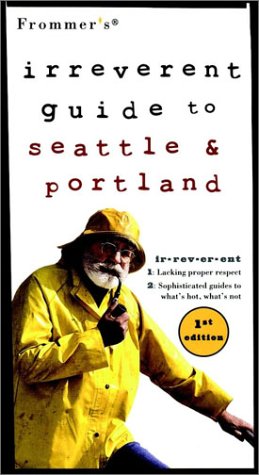 Frommer's®
irreverent
guide to
seattle &
portland
ir•rev•er•ent
1: Lacking proper respect
2: Sophisticated guides to
what's hot, what's not
1st
edition